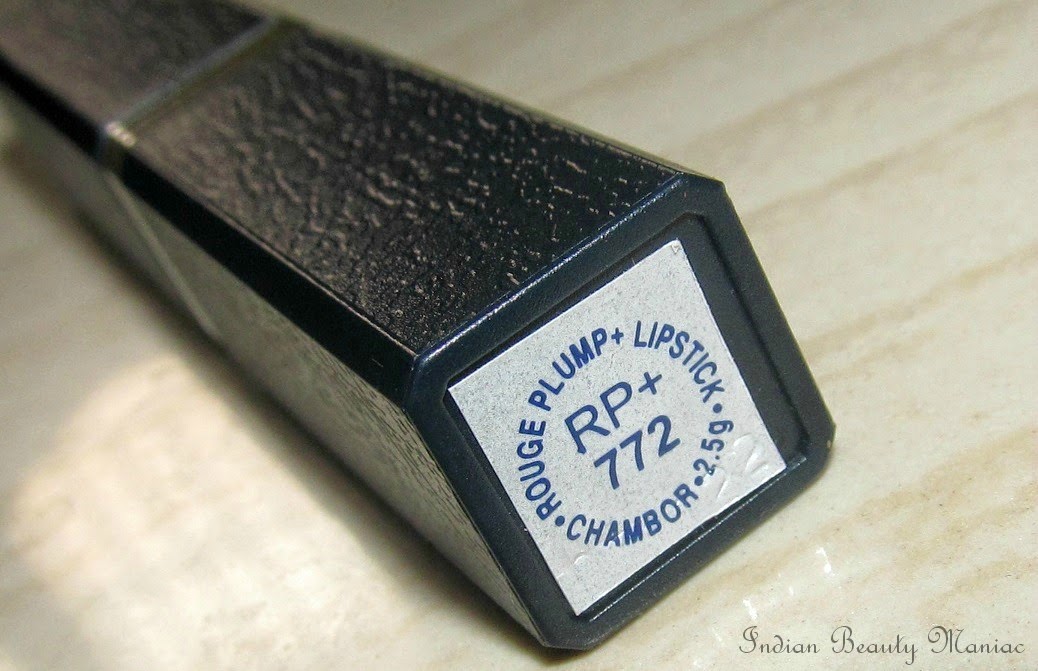 ROUGE PLUMP+ LIPSTICK • 2.5g • CHAMBOR •
RP+
772
Indian Beauty Maniac